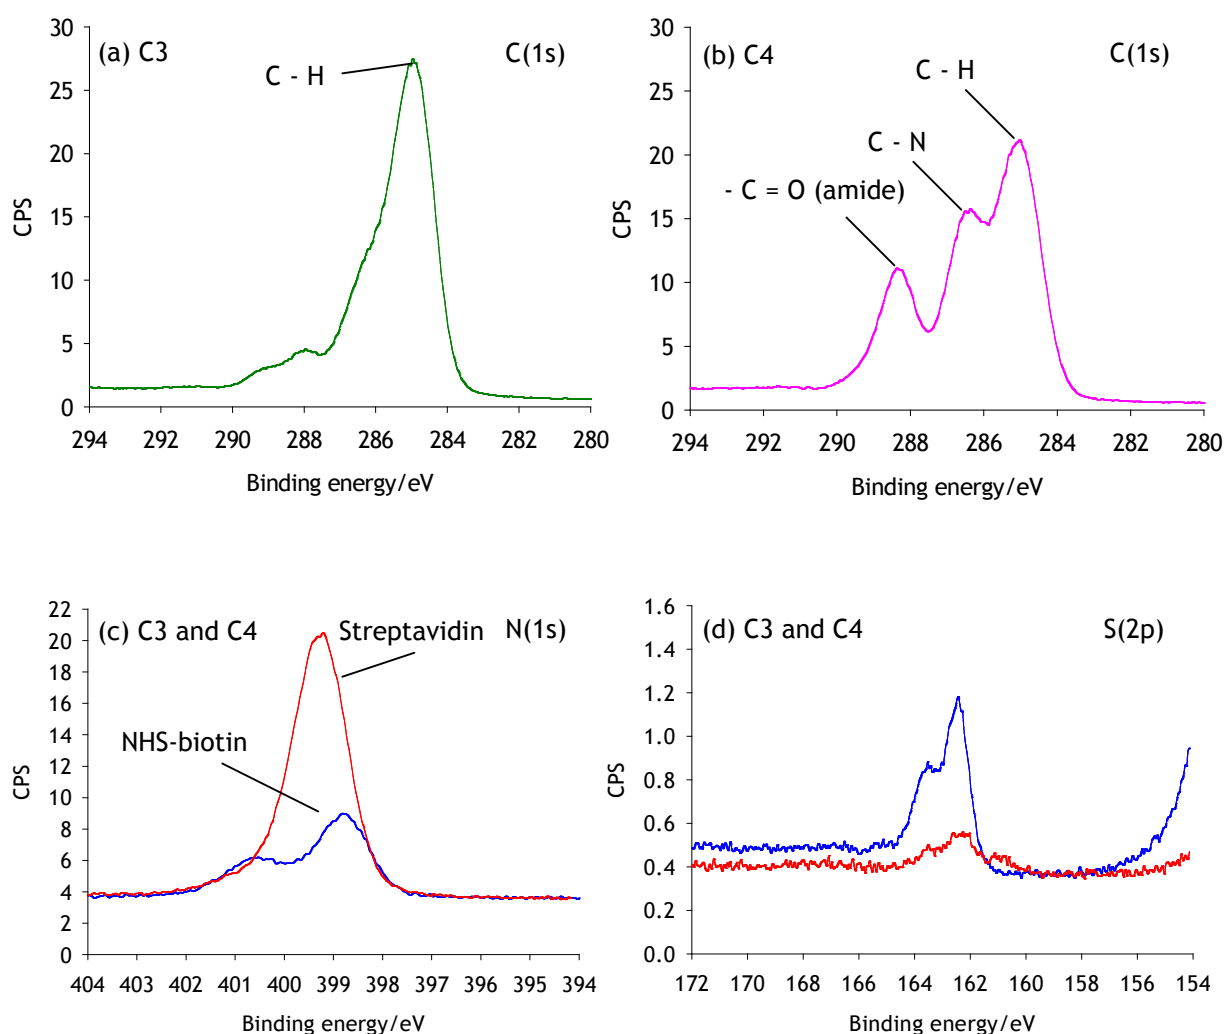 (a) C3
C(1s)
C - H
30
25
20
15
10
5
0
CPS
294 292 290 288 286 284 282 280
Binding energy/eV
(b) C4
C(1s)
C - H
C - N
- C = O (amide)
30
25
20
15
10
5
0
CPS
294 292 290 288 286 284 282 280
Binding energy/eV
(c) C3 and C4
N(1s)
Streptavidin
NHS-biotin
22
20
18
16
14
12
10
8
6
4
2
0
CPS
404 402 401 400 399 398 397 396 395 394
Binding energy/eV
(d) C3 and C4
S(2p)
1.6
1.4
1.2
1.0
0.8
0.6
0.4
0.2
0.0
CPS
172 170 168 166 164 162 160 158 156 154
Binding energy/eV